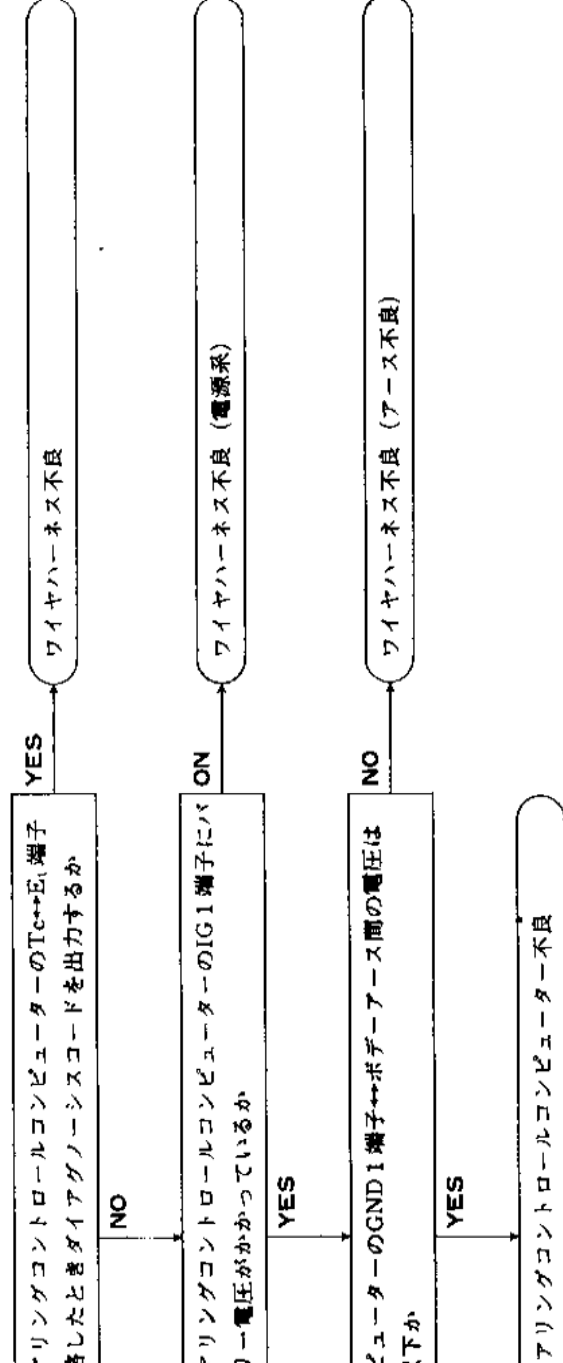 リングコントロールコンピューターのTc↔E₁端子
絡したときダイアグノーシスコードを出力するか
YES
ワイヤハーネス不良
NO
アリングコントロールコンピューターのIG1端子にバ
リー電圧がかかっているか
NO
ワイヤハーネス不良（電源系）
YES
ピューターのGND1端子↔ボデーアース間の電圧は
以下か
NO
ワイヤハーネス不良（アース不良）
YES
アリングコントロールコンピューター不良